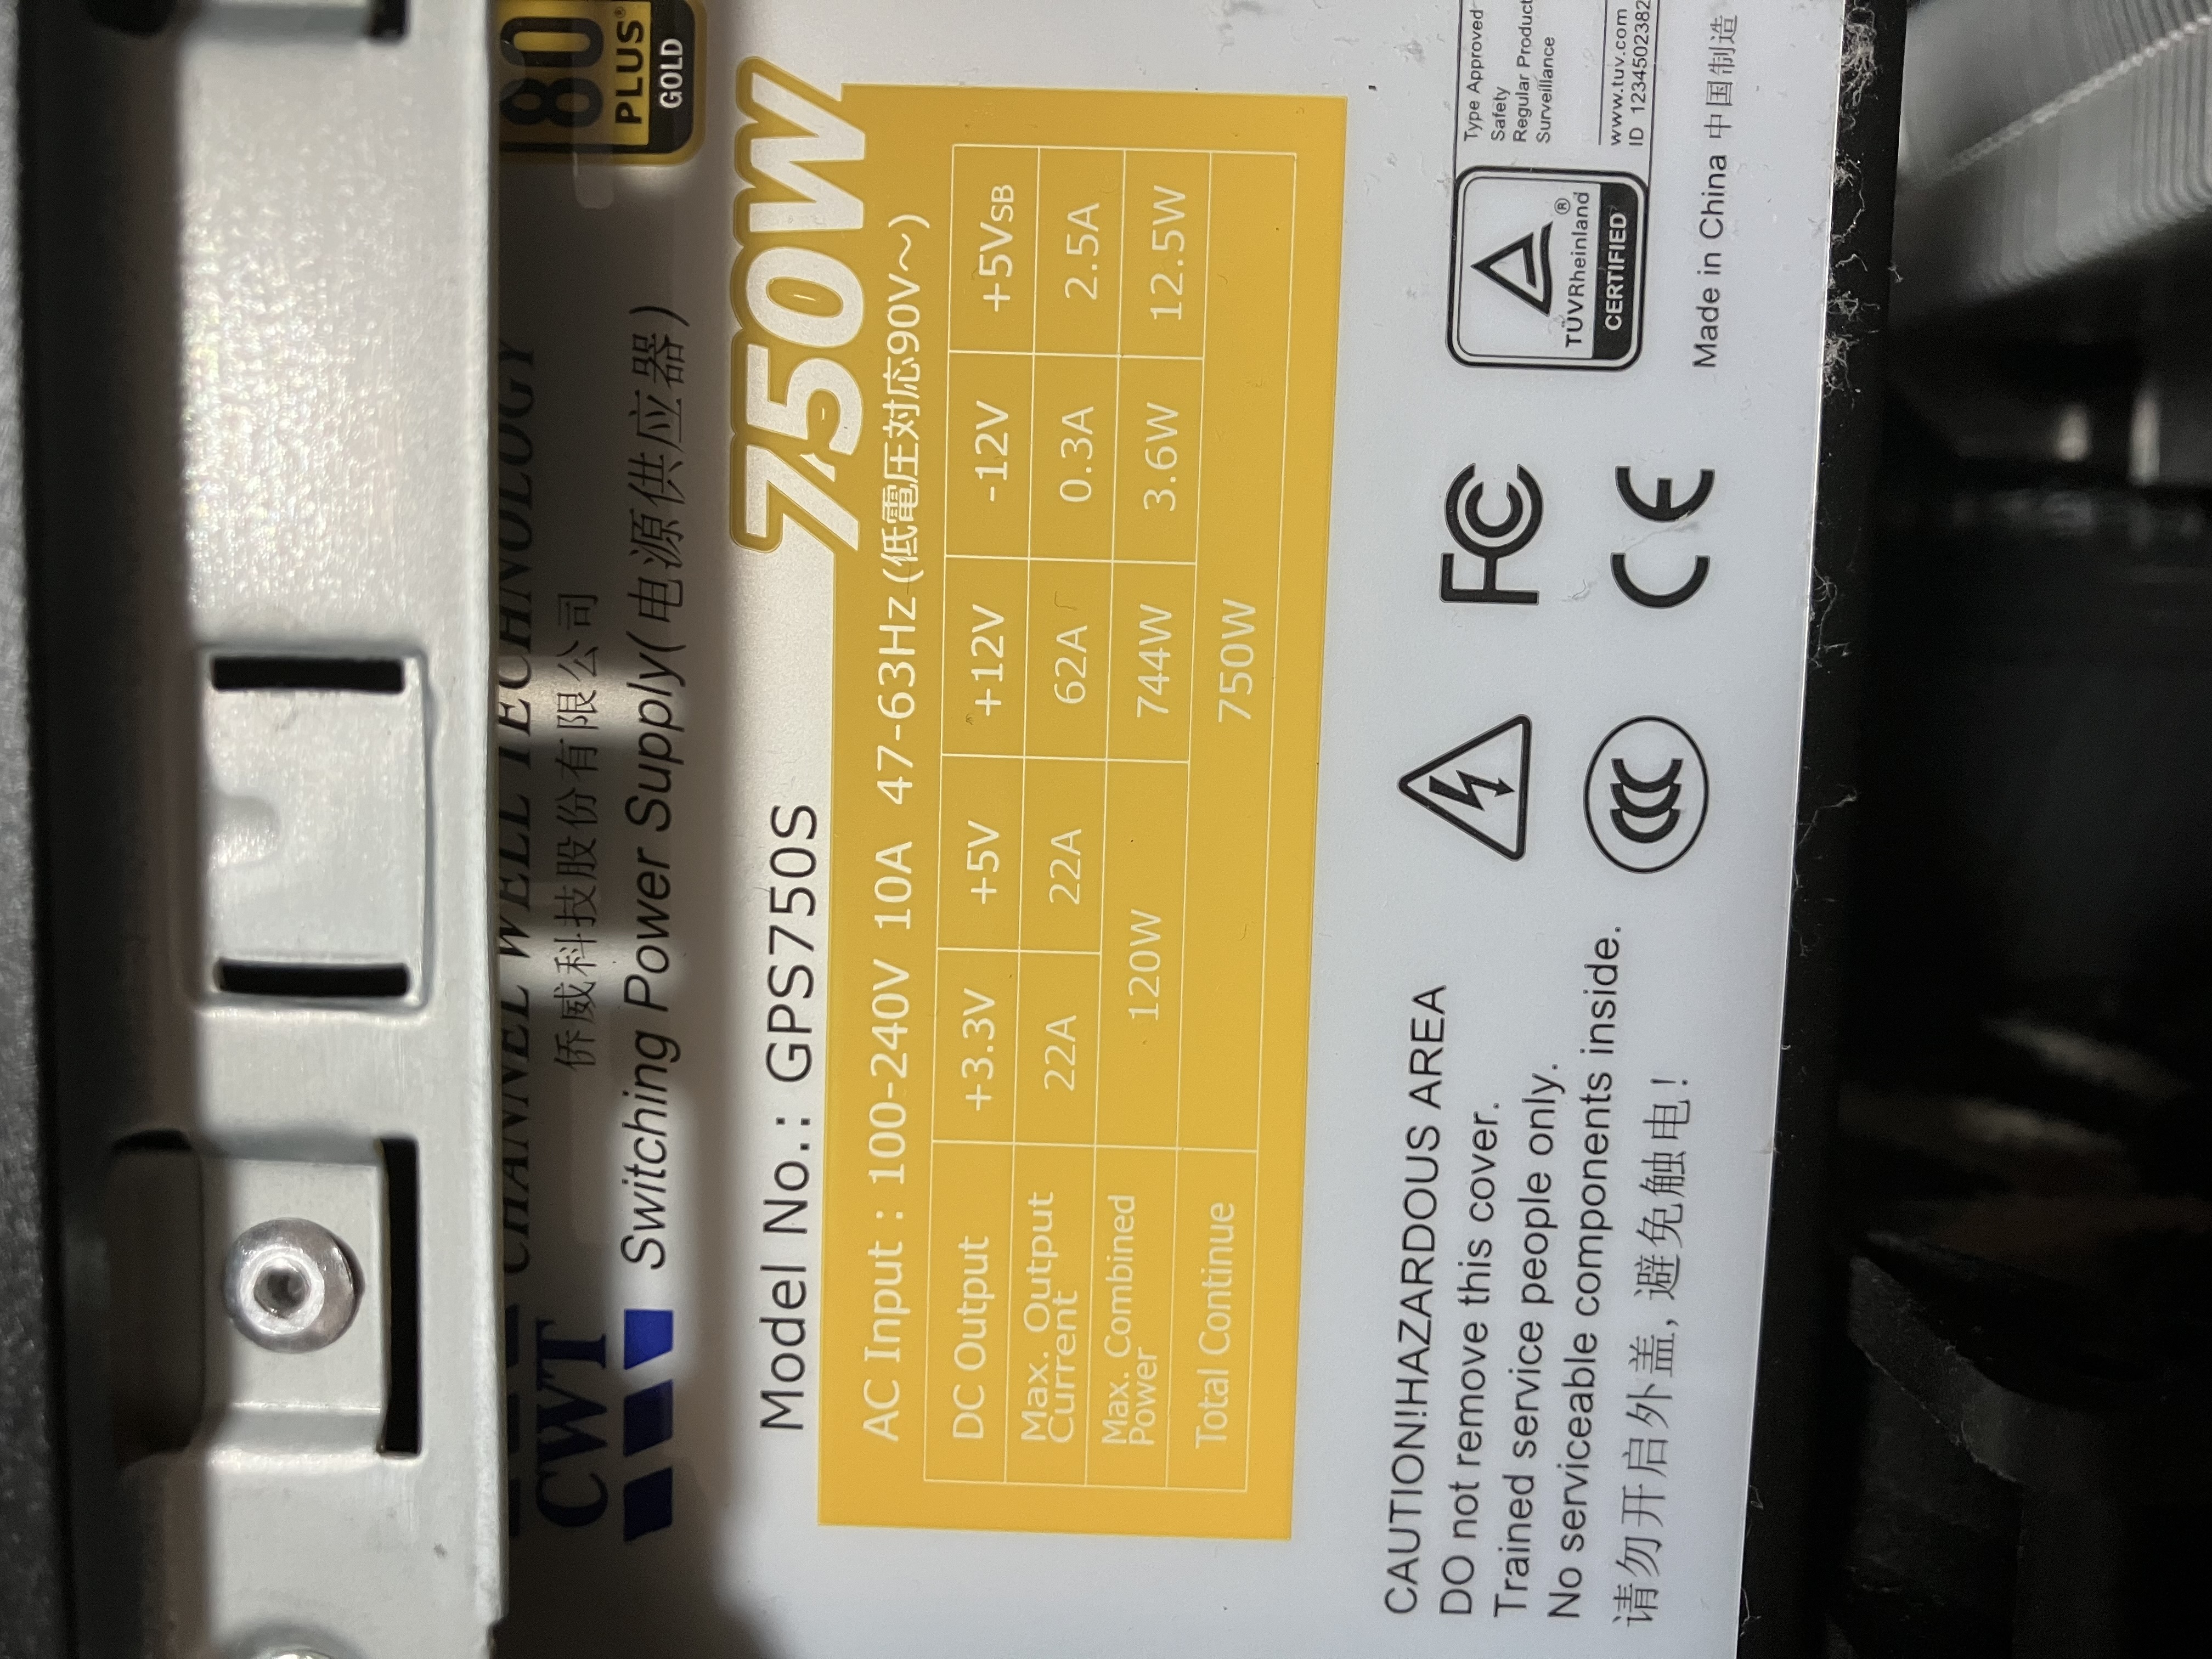 80
PLUS®
GOLD
CWT
CHANNEL WELL TECHNOLOGY
侨威科技股份有限公司
Switching Power Supply(电源供应器)
Model No.: GPS750S
750W
AC Input : 100-240V 10A 47-63Hz(低電圧対応90V～)
DC Output +3.3V +5V +12V -12V +5VSB
Max. Output Current 22A 22A 62A 0.3A 2.5A
Max. Combined Power 120W 744W 3.6W 12.5W
Total Continue 750W
CAUTION!HAZARDOUS AREA
DO not remove this cover.
Trained service people only.
No serviceable components inside.
请勿开启外盖,避免触电!
FC
CE
CCC
TÜVRheinland®
CERTIFIED
Type Approved
Safety
Regular Product
Surveillance
www.tuv.com
ID 1234502382
Made in China 中国制造